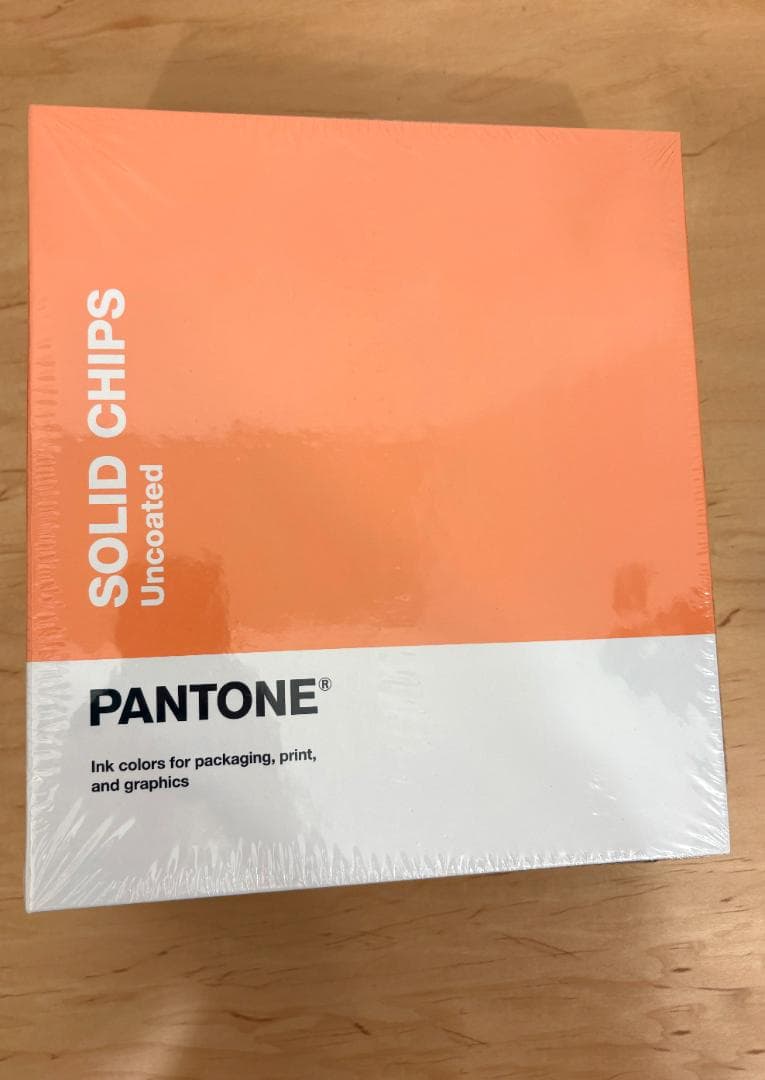 SOLID CHIPS
Uncoated
PANTONE®
Ink colors for packaging, print,
and graphics